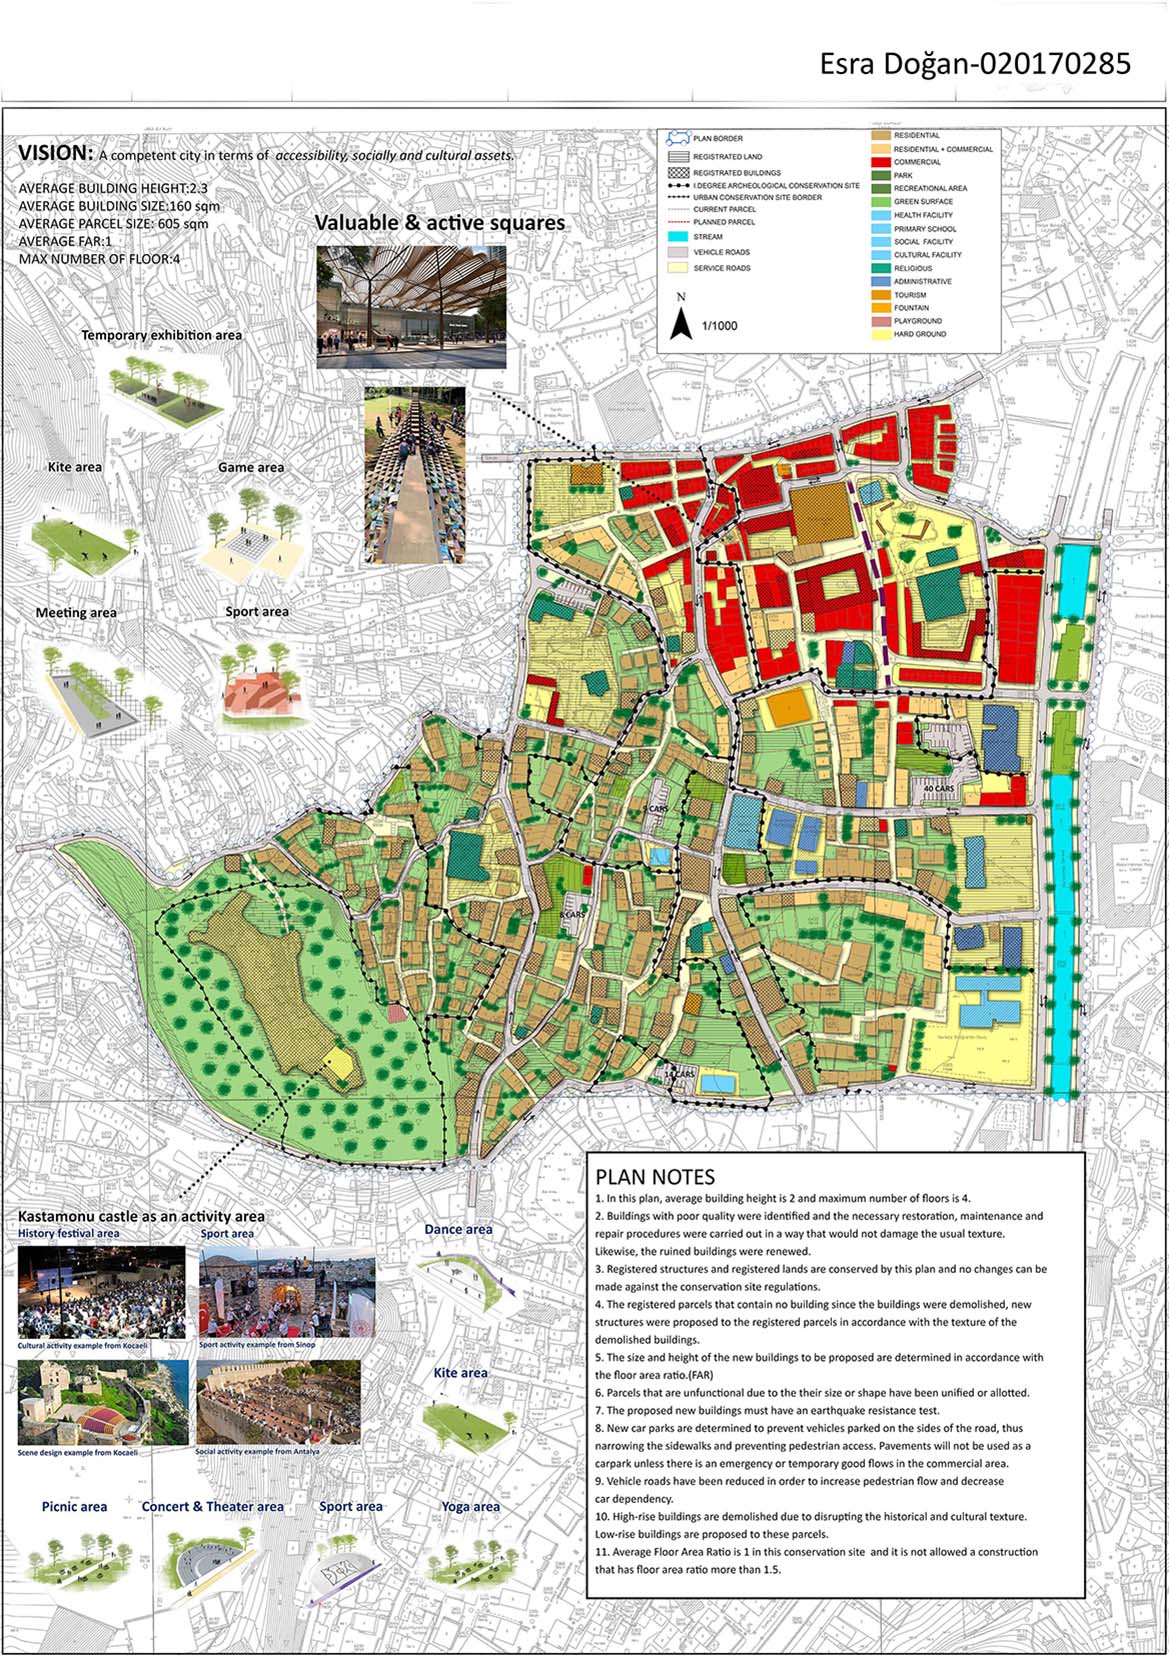 Esra Doğan-020170285
VISION: A competent city in terms of accessibility, socially and cultural assets.
AVERAGE BUILDING HEIGHT:2.3
AVERAGE BUILDING SIZE:160 sqm
AVERAGE PARCEL SIZE: 605 sqm
AVERAGE FAR:1
MAX NUMBER OF FLOOR:4
Valuable & active squares
Temporary exhibition area
Kite area
Game area
Meeting area
Sport area
PLAN BORDER
REGISTRATED LAND
REGISTRATED BUILDINGS
I.DEGREE ARCHEOLOGICAL CONSERVATION SITE
URBAN CONSERVATION SITE BORDER
CURRENT PARCEL
PLANNED PARCEL
STREAM
VEHICLE ROADS
SERVICE ROADS
N
1/1000
RESIDENTIAL
RESIDENTIAL + COMMERCIAL
COMMERCIAL
PARK
RECREATIONAL AREA
GREEN SURFACE
HEALTH FACILITY
PRIMARY SCHOOL
SOCIAL FACILITY
CULTURAL FACILITY
RELIGIOUS
ADMINISTRATIVE
TOURISM
FOUNTAIN
PLAYGROUND
HARD GROUND
40 CARS
CARS
8 CARS
14 CARS
Kastamonu castle as an activity area
History festival area
Sport area
Cultural activity example from Kocaeli
Sport activity example from Sinop
Scene design example from Kocaeli
Social activity example from Antalya
Dance area
Kite area
Picnic area
Concert & Theater area
Sport area
Yoga area
PLAN NOTES
1. In this plan, average building height is 2 and maximum number of floors is 4.
2. Buildings with poor quality were identified and the necessary restoration, maintenance and
repair procedures were carried out in a way that would not damage the usual texture.
Likewise, the ruined buildings were renewed.
3. Registered structures and registered lands are conserved by this plan and no changes can be
made against the conservation site regulations.
4. The registered parcels that contain no building since the buildings were demolished, new
structures were proposed to the registered parcels in accordance with the texture of the
demolished buildings.
5. The size and height of the new buildings to be proposed are determined in accordance with
the floor area ratio.(FAR)
6. Parcels that are unfunctional due to the their size or shape have been unified or allotted.
7. The proposed new buildings must have an earthquake resistance test.
8. New car parks are determined to prevent vehicles parked on the sides of the road, thus
narrowing the sidewalks and preventing pedestrian access. Pavements will not be used as a
carpark unless there is an emergency or temporary good flows in the commercial area.
9. Vehicle roads have been reduced in order to increase pedestrian flow and decrease
car dependency.
10. High-rise buildings are demolished due to disrupting the historical and cultural texture.
Low-rise buildings are proposed to these parcels.
11. Average Floor Area Ratio is 1 in this conservation site and it is not allowed a construction
that has floor area ratio more than 1.5.